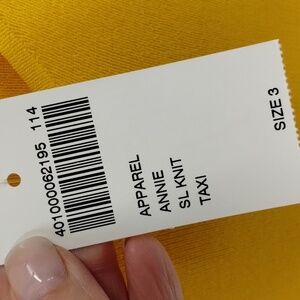 401000062195 114
APPAREL
ANNIE
SL KNIT
TAXI
SIZE 3